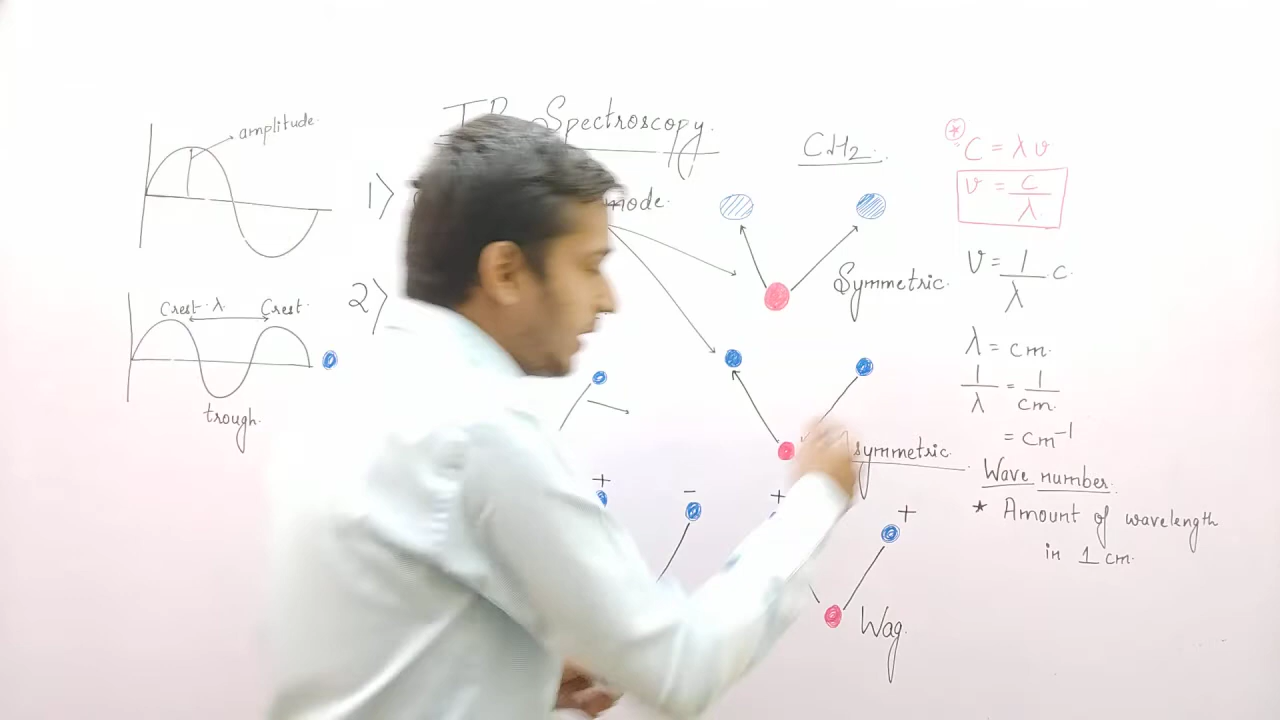 amplitude.
Crest. λ
Crest.
trough.
IR Spectroscopy.
1)
mode.
2)
+
-
+
+
CH2.
Symmetric.
Asymmetric.
Wag.
* C = λν
ν = C/λ
ν = 1/λ · C.
λ = cm.
1/λ = 1/cm.
= cm⁻¹
Wave number.
* Amount of wavelength
in 1 cm.